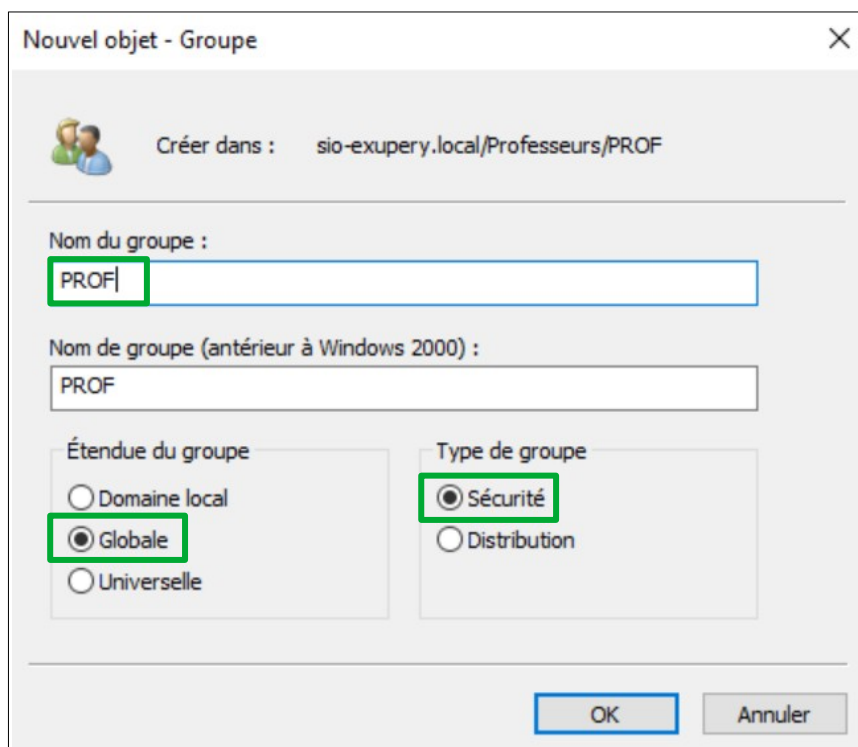 Nouvel objet - Groupe
Créer dans : sio-exupery.local/Professeurs/PROF
Nom du groupe :
PROF
Nom de groupe (antérieur à Windows 2000) :
PROF
Étendue du groupe
Domaine local
Globale
Universelle
Type de groupe
Sécurité
Distribution
OK Annuler